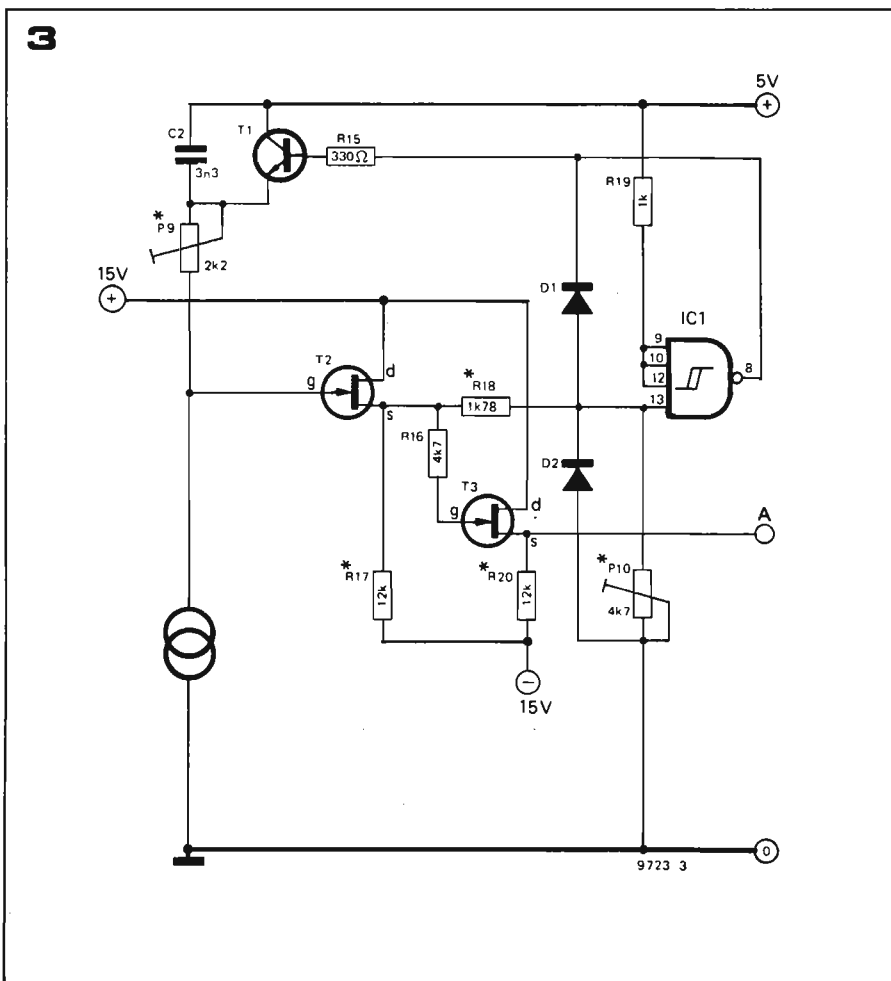 3
5V
+
C2
3n3
T1
R15
330Ω
R19
1k
*
P9
2k2
15V
+
D1
IC1
9
10
12
13
8
T2
g
d
s
*
R18
1k78
R16
4k7
D2
T3
g
d
s
A
*
R17
12k
*
R20
12k
*
P10
4k7
−
15V
0
9723 3